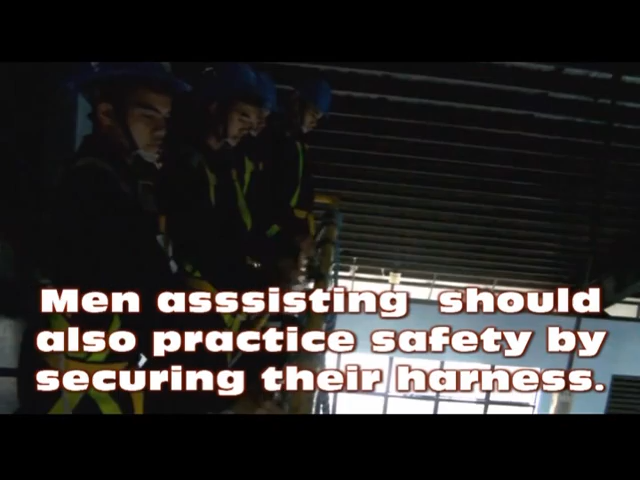 Men asssisting should
also practice safety by
securing their harness.